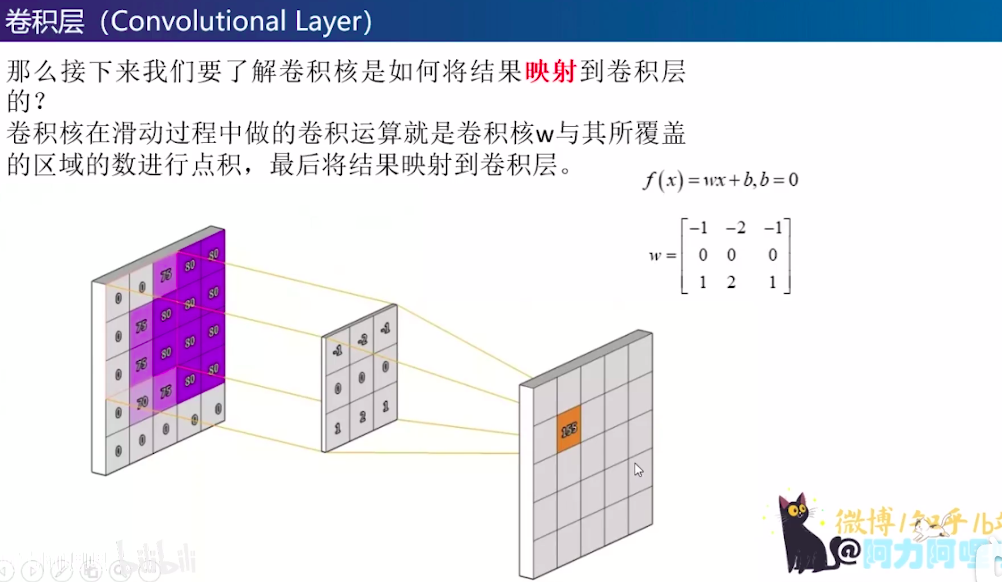 卷积层（Convolutional Layer）
那么接下来我们要了解卷积核是如何将结果映射到卷积层
的？
卷积核在滑动过程中做的卷积运算就是卷积核w与其所覆盖
的区域的数进行点积，最后将结果映射到卷积层。
f(x)=wx+b,b=0
w=
-1 -2 -1
0 0 0
1 2 1
0 0 75 80 80
0 75 80 80 80
0 75 80 80 80
0 70 75 80 80
0 0 0 0 0
-1 -2 -1
0 0 0
1 2 1
155
微博/知乎/b站
@阿力阿哩
bilibili